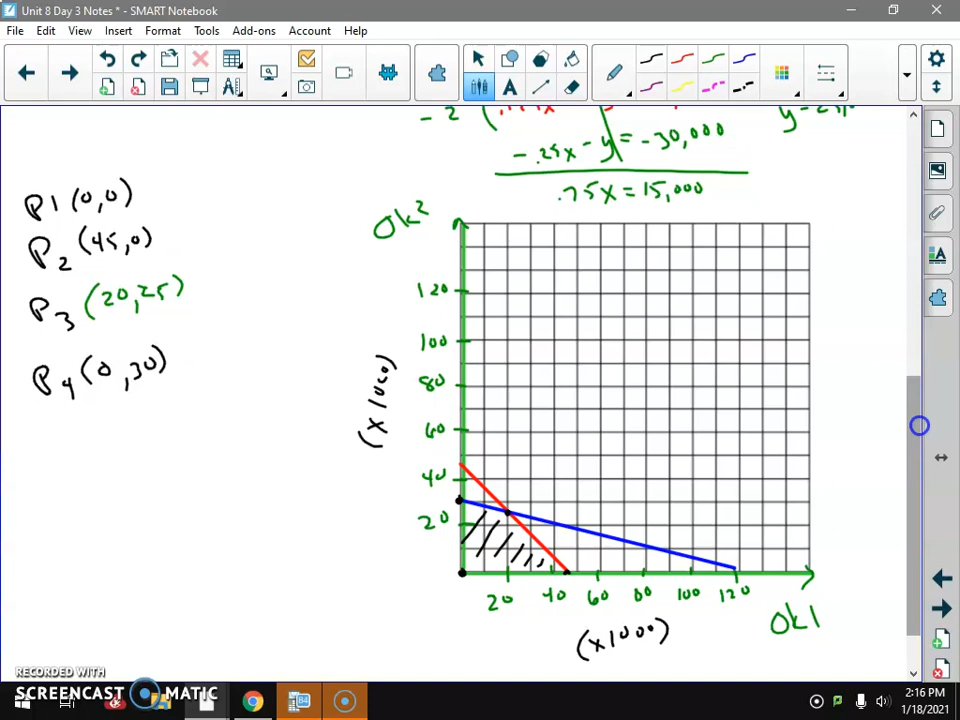 Unit 8 Day 3 Notes * - SMART Notebook
File Edit View Insert Format Tools Add-ons Account Help
- .25x - y = -30,000
.75x = 15,000
P1 (0,0)
P2 (45,0)
P3 (20,25)
P4 (0,30)
Ok2
120
100
80
60
40
20
(x1000)
20 40 60 80 100 120
Ok1
(x1000)
RECORDED WITH
SCREENCAST MATIC
84
2:16 PM
1/18/2021